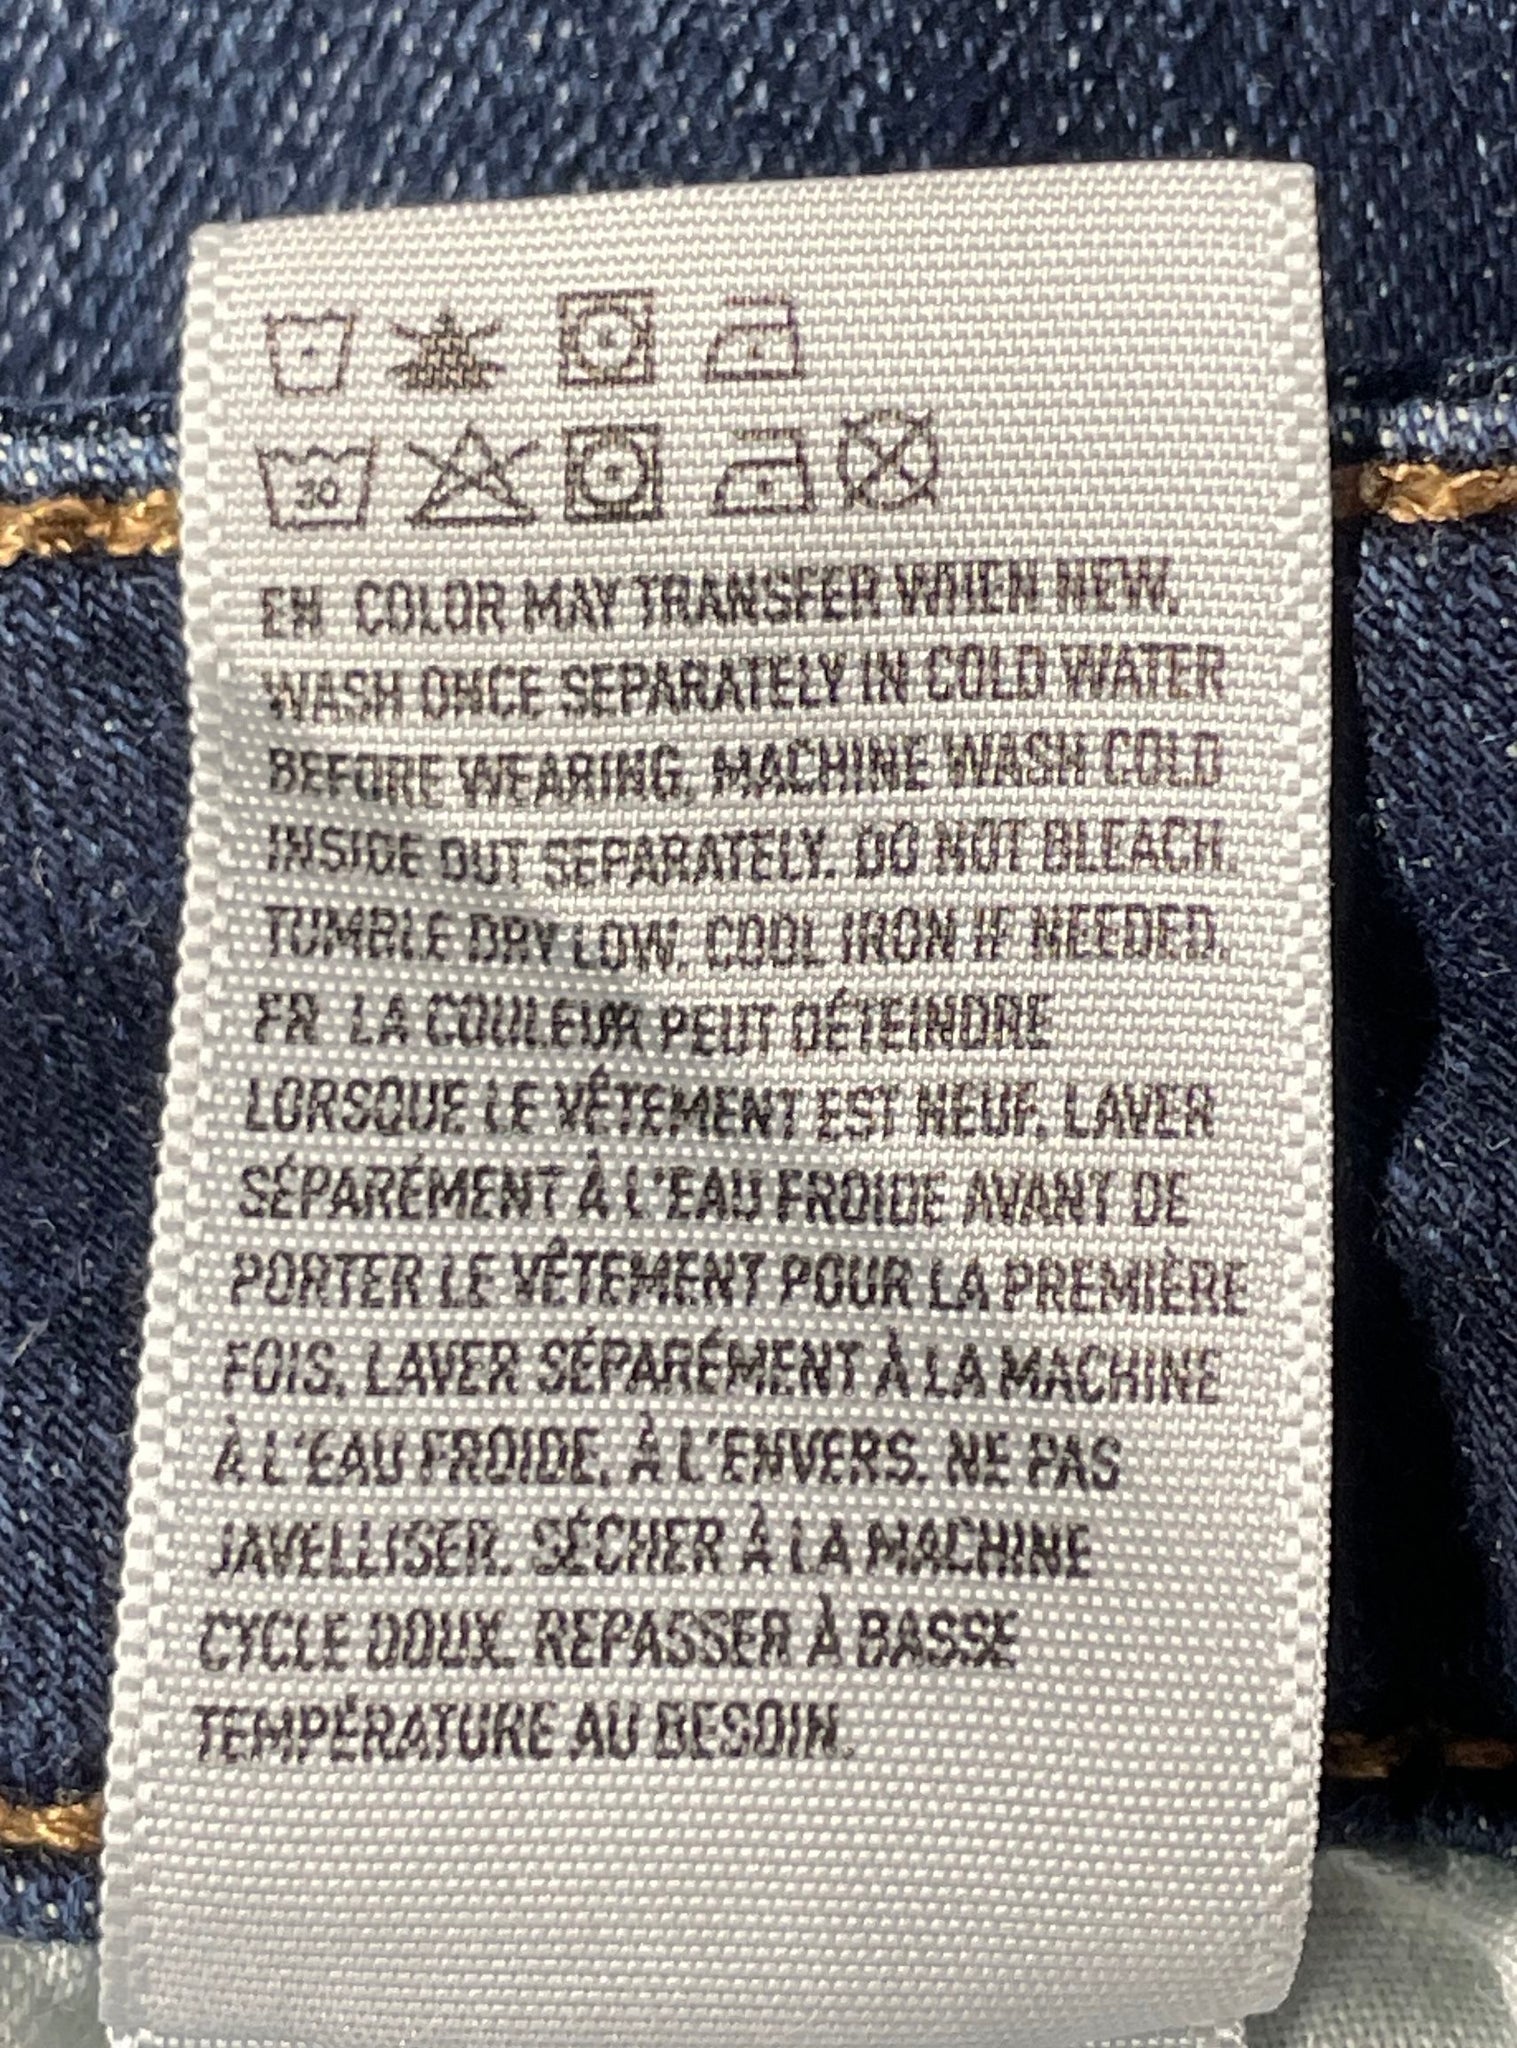 30
EN COLOR MAY TRANSFER WHEN NEW.
WASH ONCE SEPARATELY IN COLD WATER
BEFORE WEARING, MACHINE WASH COLD
INSIDE OUT SEPARATELY. DO NOT BLEACH.
TUMBLE DRY LOW. COOL IRON IF NEEDED.
FR LA COULEUR PEUT DÉTEINDRE
LORSQUE LE VÊTEMENT EST NEUF. LAVER
SÉPARÉMENT À L'EAU FROIDE AVANT DE
PORTER LE VÊTEMENT POUR LA PREMIÈRE
FOIS. LAVER SÉPARÉMENT À LA MACHINE
À L'EAU FROIDE, À L'ENVERS. NE PAS
JAVELLISER. SÉCHER À LA MACHINE
CYCLE DOUX. REPASSER À BASSE
TEMPÉRATURE AU BESOIN.